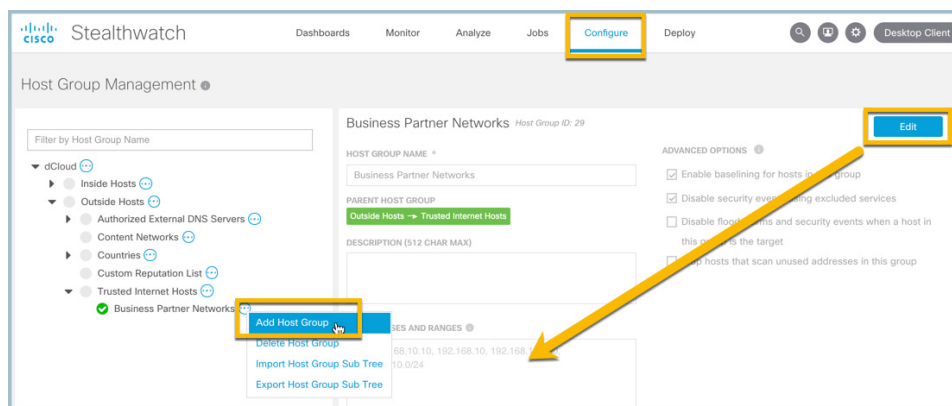 CISCO Stealthwatch Dashboards Monitor Analyze Jobs Configure Deploy Desktop Client
Host Group Management
Filter by Host Group Name
dCloud
Inside Hosts
Outside Hosts
Authorized External DNS Servers
Content Networks
Countries
Custom Reputation List
Trusted Internet Hosts
Business Partner Networks
Add Host Group
Delete Host Group
Import Host Group Sub Tree
Export Host Group Sub Tree
Business Partner Networks Host Group ID: 29
Edit
HOST GROUP NAME *
Business Partner Networks
PARENT HOST GROUP
Outside Hosts → Trusted Internet Hosts
DESCRIPTION (512 CHAR MAX)
AND RANGES
192.168.10,
ADVANCED OPTIONS
Enable baselining for hosts in group
Disable security using excluded services
Disable and security events when a host in
this is the target
hosts that scan unused addresses in this group